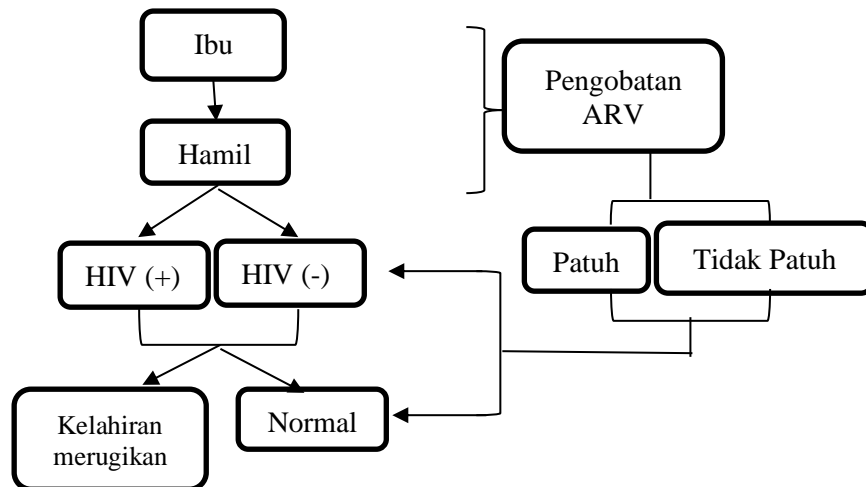 Ibu
Pengobatan
ARV
Hamil
HIV (+)
HIV (-)
Patuh
Tidak Patuh
Kelahiran
merugikan
Normal